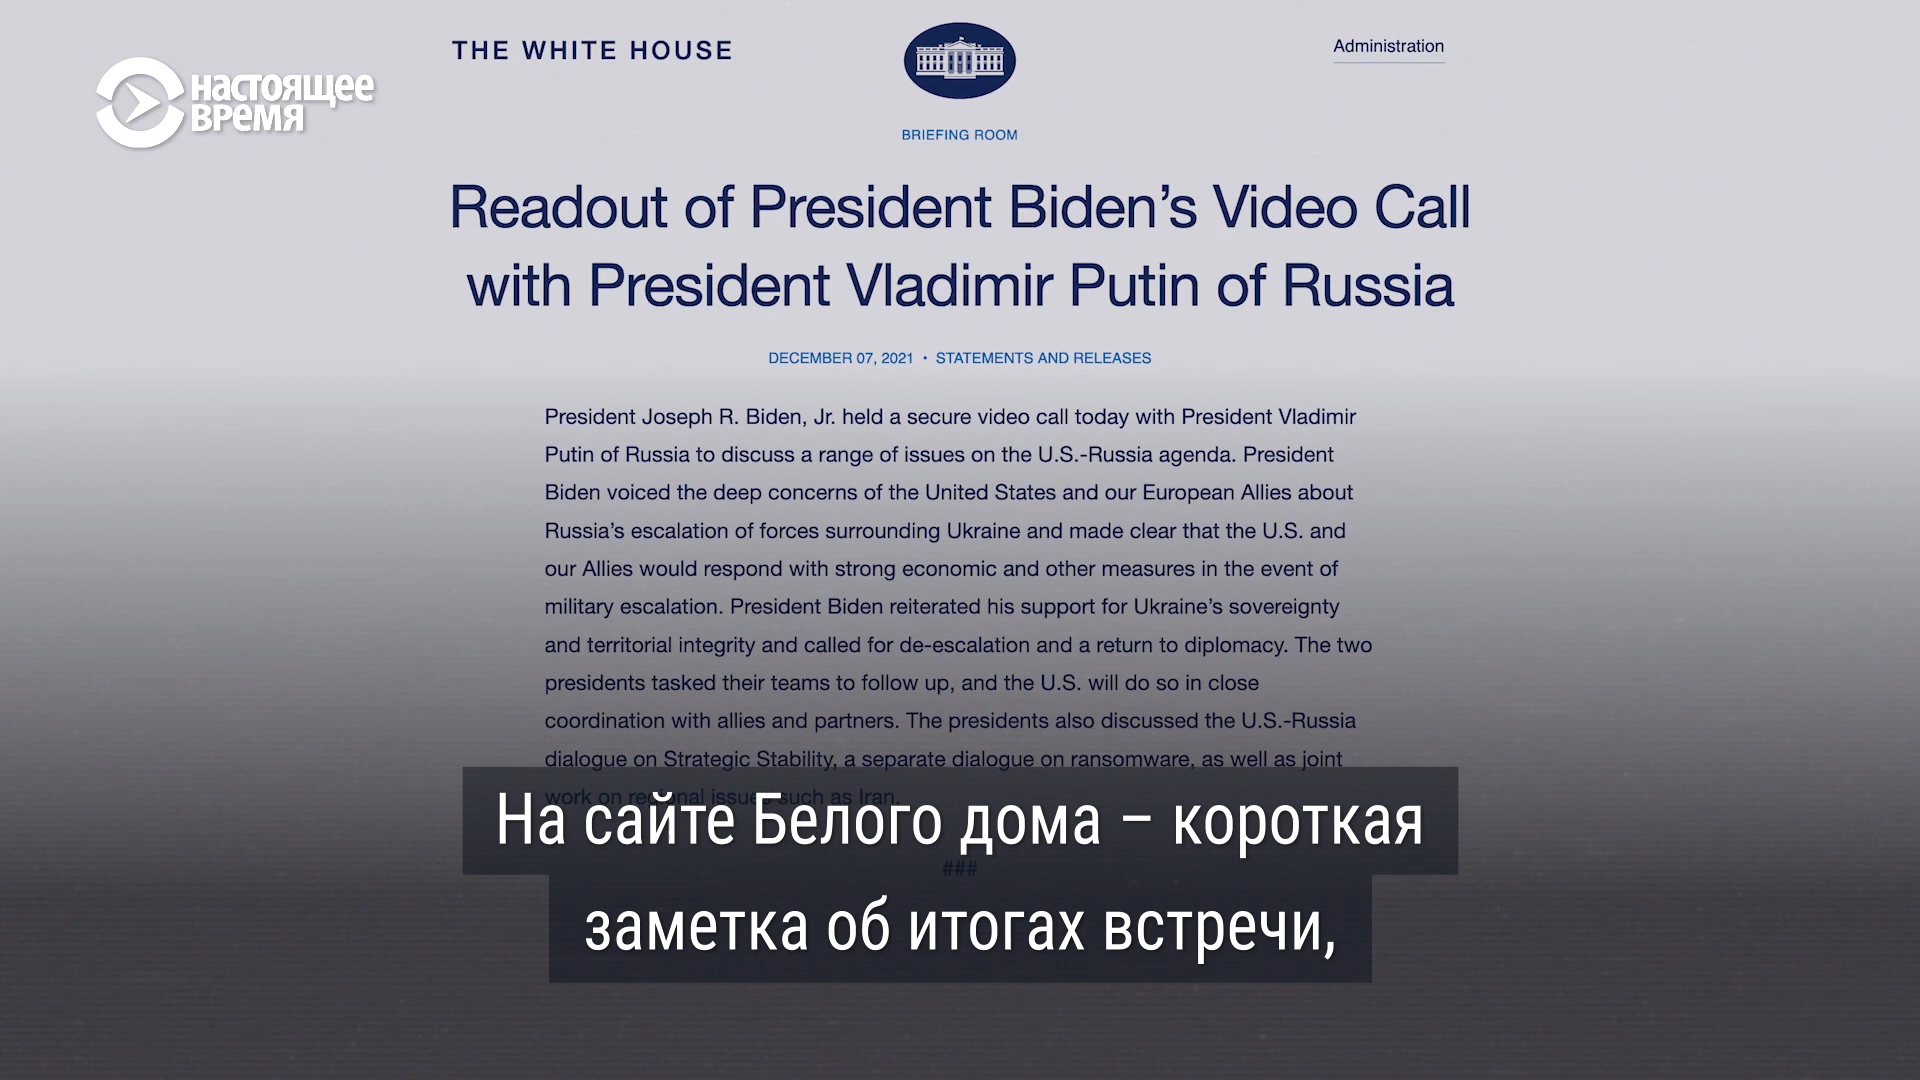 THE WHITE HOUSE
Administration
НАСТОЯЩЕЕ
ВРЕМЯ
BRIEFING ROOM
Readout of President Biden’s Video Call
with President Vladimir Putin of Russia
DECEMBER 07, 2021 • STATEMENTS AND RELEASES
President Joseph R. Biden, Jr. held a secure video call today with President Vladimir
Putin of Russia to discuss a range of issues on the U.S.-Russia agenda. President
Biden voiced the deep concerns of the United States and our European Allies about
Russia’s escalation of forces surrounding Ukraine and made clear that the U.S. and
our Allies would respond with strong economic and other measures in the event of
military escalation. President Biden reiterated his support for Ukraine’s sovereignty
and territorial integrity and called for de-escalation and a return to diplomacy. The two
presidents tasked their teams to follow up, and the U.S. will do so in close
coordination with allies and partners. The presidents also discussed the U.S.-Russia
dialogue on Strategic Stability, a separate dialogue on ransomware, as well as joint
work on regional issues such as Iran.
На сайте Белого дома – короткая
###
заметка об итогах встречи,